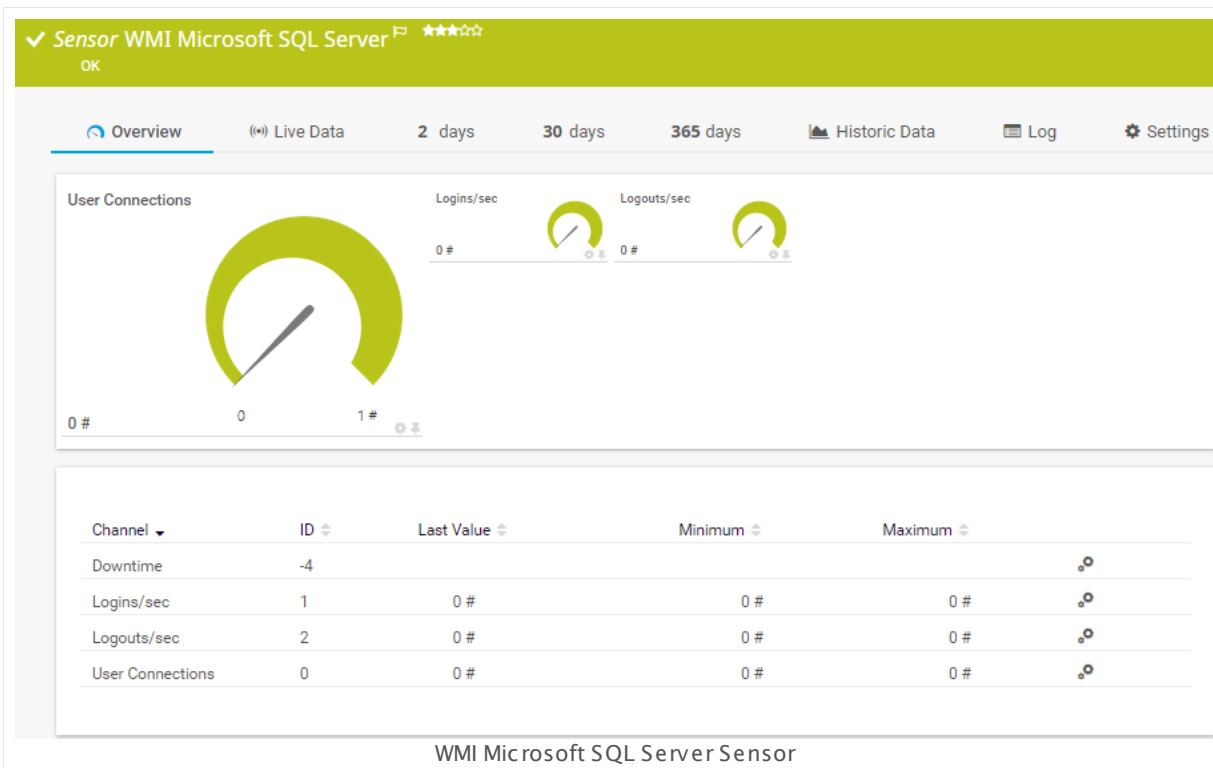 Sensor WMI Microsoft SQL Server
OK
Overview Live Data 2 days 30 days 365 days Historic Data Log Settings
User Connections
Logins/sec
Logouts/sec
0 #
0 #
0 #
0
1 #
Channel ID Last Value Minimum Maximum
Downtime -4
Logins/sec 1 0 # 0 # 0 #
Logouts/sec 2 0 # 0 # 0 #
User Connections 0 0 # 0 # 0 #
WMI Microsoft SQL Server Sensor